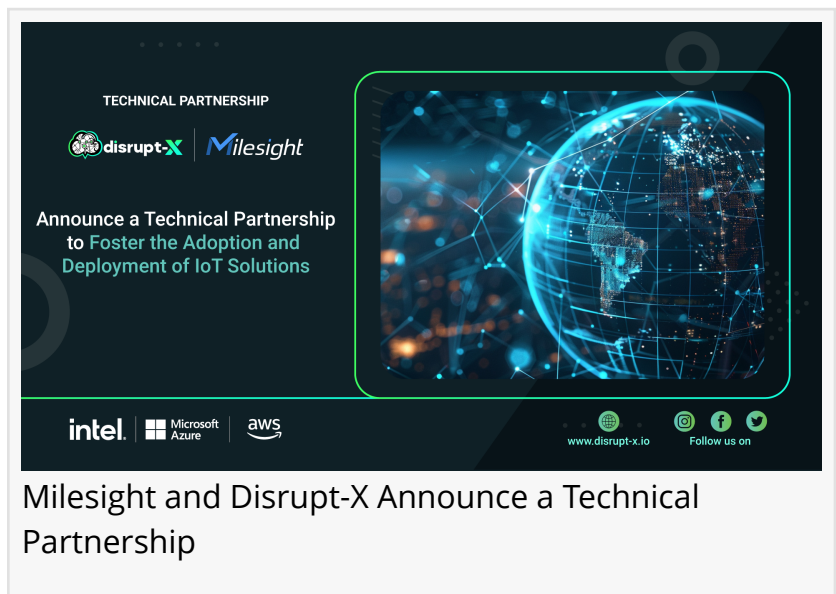 TECHNICAL PARTNERSHIP
disrupt-X | Milesight
Announce a Technical Partnership
to Foster the Adoption and
Deployment of IoT Solutions
intel. | Microsoft Azure | aws
www.disrupt-x.io
Follow us on
Milesight and Disrupt-X Announce a Technical
Partnership